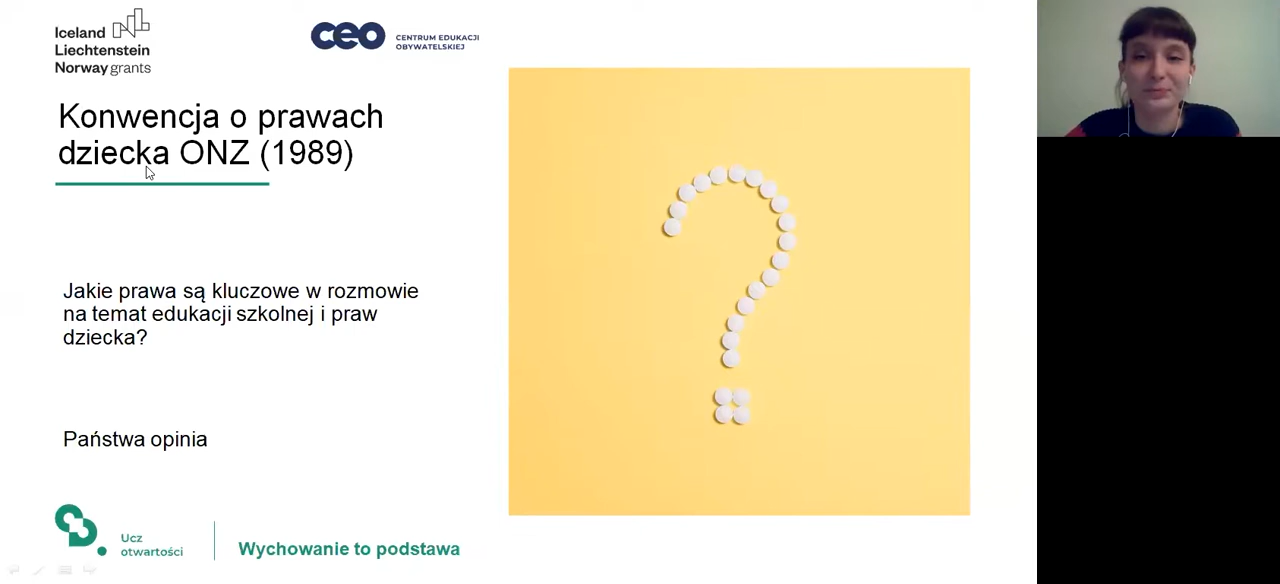 Iceland
Liechtenstein
Norway grants
ceo
CENTRUM EDUKACJI
OBYWATELSKIEJ
Konwencja o prawach
dziecka ONZ (1989)
Jakie prawa są kluczowe w rozmowie
na temat edukacji szkolnej i praw
dziecka?
Państwa opinia
Ucz
otwartości
Wychowanie to podstawa